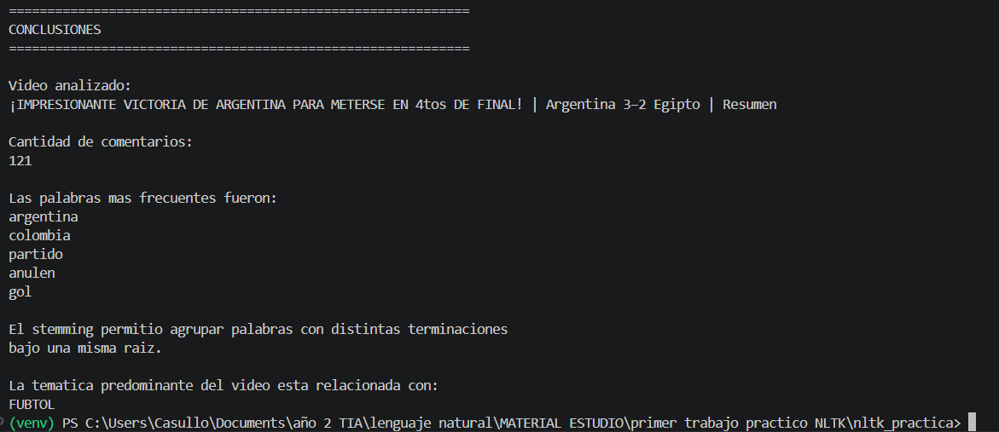 ============================================================
CONCLUSIONES
============================================================
Video analizado:
¡IMPRESIONANTE VICTORIA DE ARGENTINA PARA METERSE EN 4tos DE FINAL! | Argentina 3–2 Egipto | Resumen
Cantidad de comentarios:
121
Las palabras mas frecuentes fueron:
argentina
colombia
partido
anulen
gol
El stemming permitio agrupar palabras con distintas terminaciones
bajo una misma raiz.
La tematica predominante del video esta relacionada con:
FUBTOL
(venv) PS C:\Users\Casullo\Documents\año 2 TIA\lenguaje natural\MATERIAL ESTUDIO\primer trabajo practico NLTK\nltk_practica>